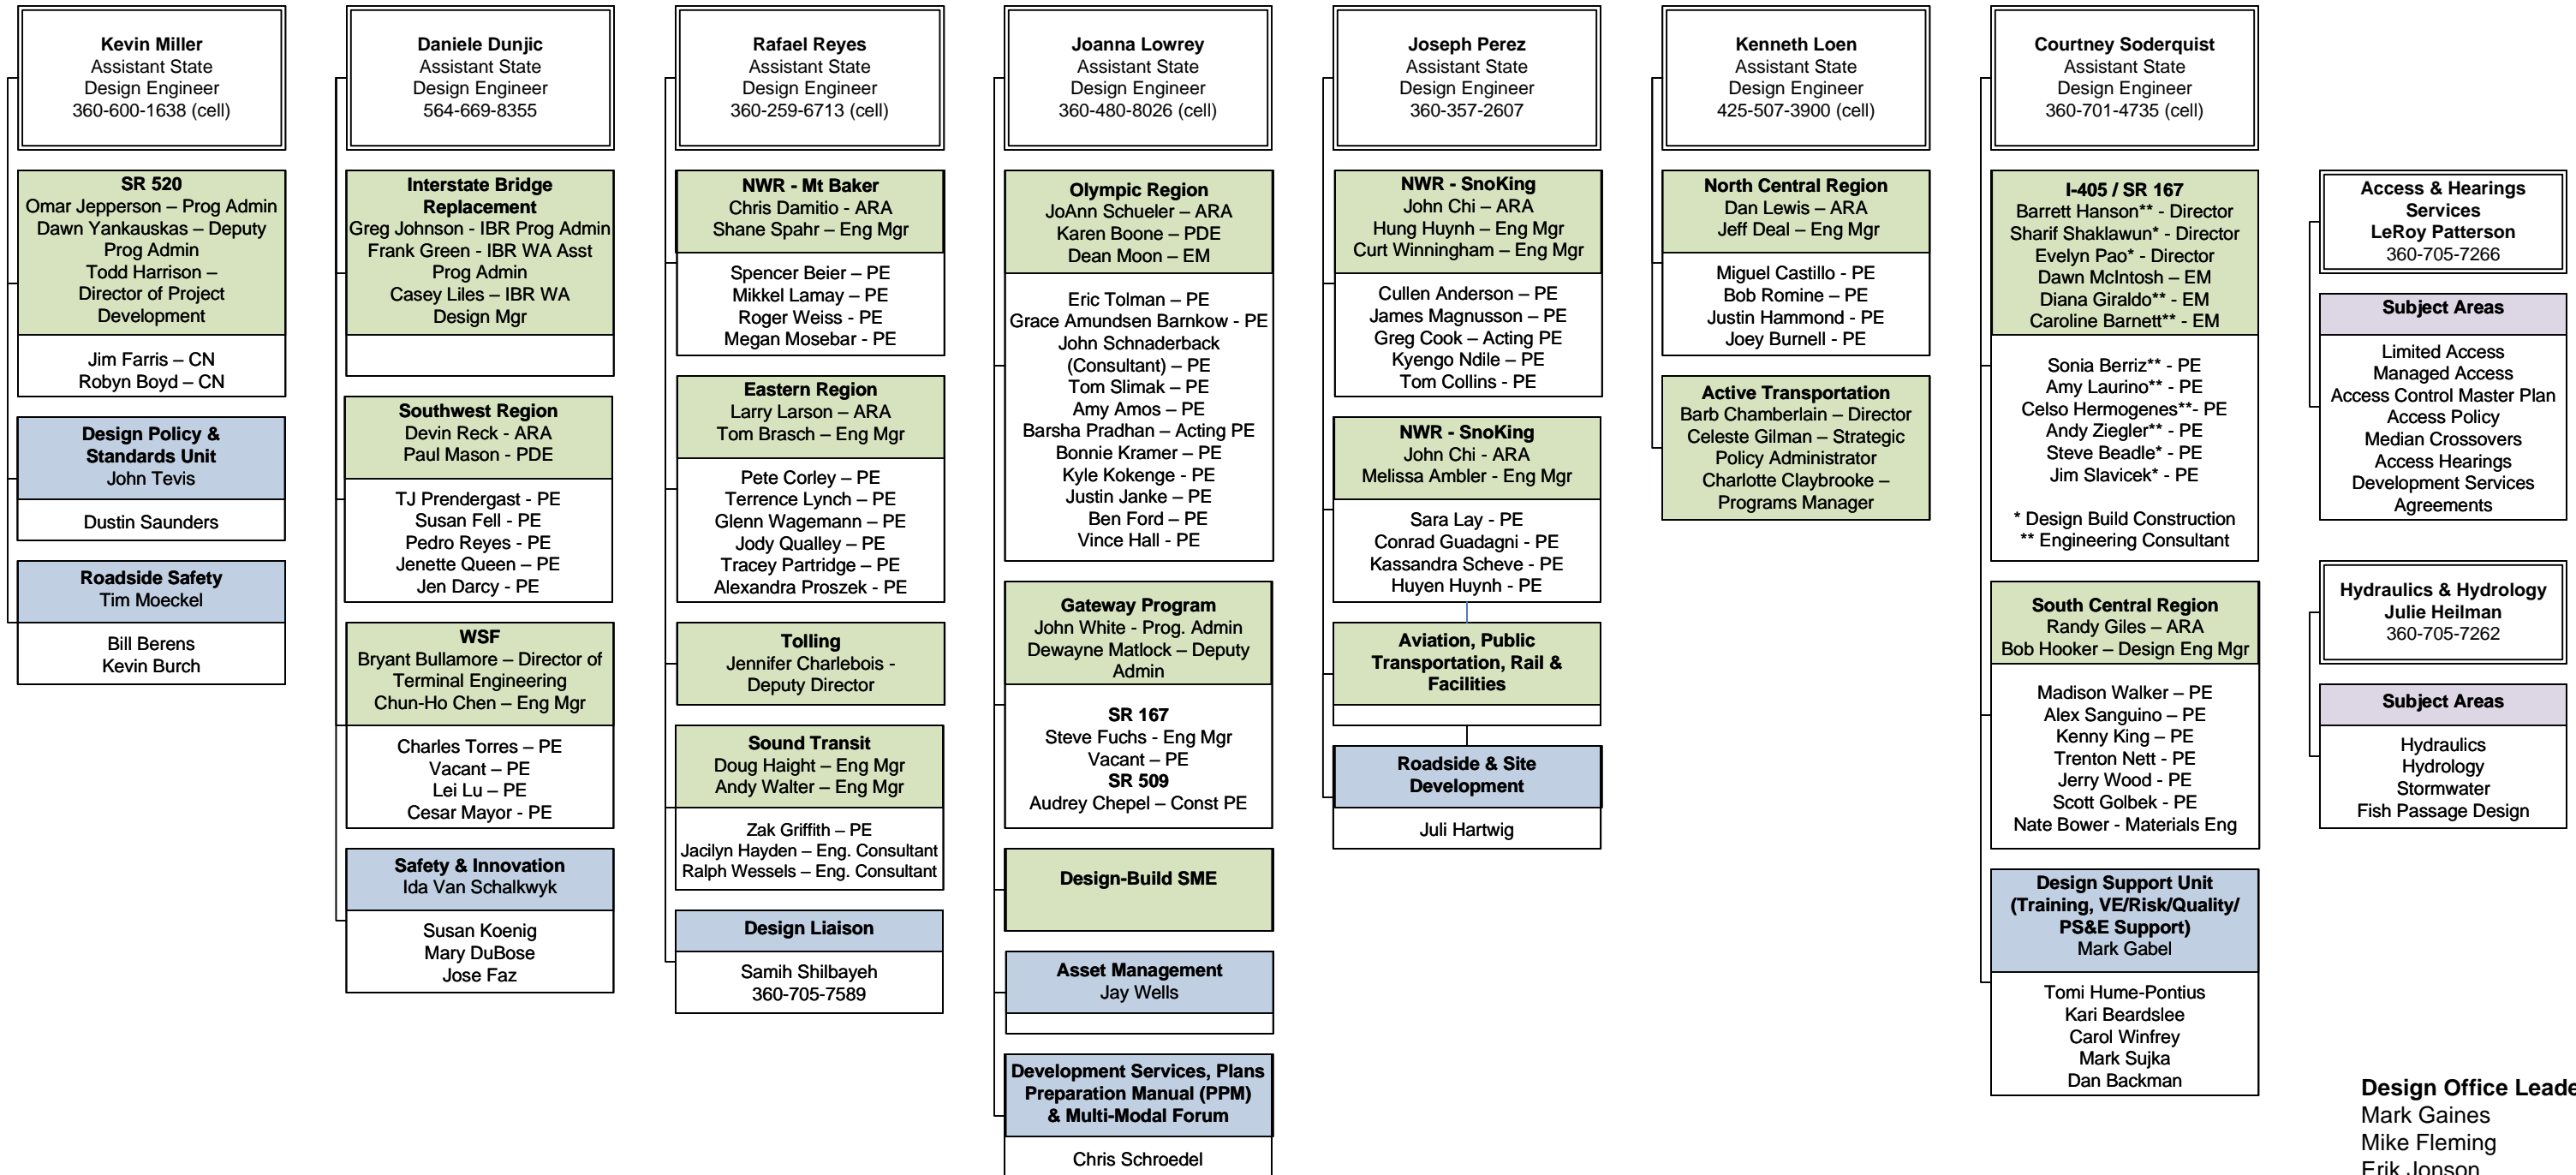 Kevin Miller
Assistant State
Design Engineer
360-600-1638 (cell)
SR 520
Omar Jepperson – Prog Admin
Dawn Yankauskas – Deputy
Prog Admin
Todd Harrison –
Director of Project
Development
Jim Farris – CN
Robyn Boyd – CN
Design Policy &
Standards Unit
John Tevis
Dustin Saunders
Roadside Safety
Tim Moeckel
Bill Berens
Kevin Burch
Daniele Dunjic
Assistant State
Design Engineer
564-669-8355
Interstate Bridge
Replacement
Greg Johnson - IBR Prog Admin
Frank Green - IBR WA Asst
Prog Admin
Casey Liles – IBR WA
Design Mgr
Southwest Region
Devin Reck - ARA
Paul Mason - PDE
TJ Prendergast - PE
Susan Fell - PE
Pedro Reyes - PE
Jenette Queen – PE
Jen Darcy - PE
WSF
Bryant Bullamore – Director of
Terminal Engineering
Chun-Ho Chen – Eng Mgr
Charles Torres – PE
Vacant – PE
Lei Lu – PE
Cesar Mayor - PE
Safety & Innovation
Ida Van Schalkwyk
Susan Koenig
Mary DuBose
Jose Faz
Rafael Reyes
Assistant State
Design Engineer
360-259-6713 (cell)
NWR - Mt Baker
Chris Damitio - ARA
Shane Spahr – Eng Mgr
Spencer Beier – PE
Mikkel Lamay – PE
Roger Weiss - PE
Megan Mosebar - PE
Eastern Region
Larry Larson – ARA
Tom Brasch – Eng Mgr
Pete Corley – PE
Terrence Lynch – PE
Glenn Wagemann – PE
Jody Qualley – PE
Tracey Partridge – PE
Alexandra Proszek - PE
Tolling
Jennifer Charlebois -
Deputy Director
Sound Transit
Doug Haight – Eng Mgr
Andy Walter – Eng Mgr
Zak Griffith – PE
Jacilyn Hayden – Eng. Consultant
Ralph Wessels – Eng. Consultant
Design Liaison
Samih Shilbayeh
360-705-7589
Joanna Lowrey
Assistant State
Design Engineer
360-480-8026 (cell)
Olympic Region
JoAnn Schueler – ARA
Karen Boone – PDE
Dean Moon – EM
Eric Tolman – PE
Grace Amundsen Barnkow - PE
John Schnaderback
(Consultant) – PE
Tom Slimak – PE
Amy Amos – PE
Barsha Pradhan – Acting PE
Bonnie Kramer – PE
Kyle Kokenge - PE
Justin Janke – PE
Ben Ford – PE
Vince Hall - PE
Gateway Program
John White - Prog. Admin
Dewayne Matlock – Deputy
Admin
SR 167
Steve Fuchs - Eng Mgr
Vacant – PE
SR 509
Audrey Chepel – Const PE
Design-Build SME
Asset Management
Jay Wells
Development Services, Plans
Preparation Manual (PPM)
& Multi-Modal Forum
Chris Schroedel
Joseph Perez
Assistant State
Design Engineer
360-357-2607
NWR - SnoKing
John Chi – ARA
Hung Huynh – Eng Mgr
Curt Winningham – Eng Mgr
Cullen Anderson – PE
James Magnusson – PE
Greg Cook – Acting PE
Kyengo Ndile – PE
Tom Collins - PE
NWR - SnoKing
John Chi - ARA
Melissa Ambler - Eng Mgr
Sara Lay - PE
Conrad Guadagni - PE
Kassandra Scheve - PE
Huyen Huynh - PE
Aviation, Public
Transportation, Rail &
Facilities
Roadside & Site
Development
Juli Hartwig
Kenneth Loen
Assistant State
Design Engineer
425-507-3900 (cell)
North Central Region
Dan Lewis – ARA
Jeff Deal – Eng Mgr
Miguel Castillo - PE
Bob Romine – PE
Justin Hammond - PE
Joey Burnell - PE
Active Transportation
Barb Chamberlain – Director
Celeste Gilman – Strategic
Policy Administrator
Charlotte Claybrooke –
Programs Manager
Courtney Soderquist
Assistant State
Design Engineer
360-701-4735 (cell)
I-405 / SR 167
Barrett Hanson** - Director
Sharif Shaklawun* - Director
Evelyn Pao* - Director
Dawn McIntosh – EM
Diana Giraldo** - EM
Caroline Barnett** - EM
Sonia Berriz** - PE
Amy Laurino** - PE
Celso Hermogenes**- PE
Andy Ziegler** - PE
Steve Beadle* - PE
Jim Slavicek* - PE
* Design Build Construction
** Engineering Consultant
South Central Region
Randy Giles – ARA
Bob Hooker – Design Eng Mgr
Madison Walker – PE
Alex Sanguino – PE
Kenny King – PE
Trenton Nett - PE
Jerry Wood - PE
Scott Golbek - PE
Nate Bower - Materials Eng
Design Support Unit
(Training, VE/Risk/Quality/
PS&E Support)
Mark Gabel
Tomi Hume-Pontius
Kari Beardslee
Carol Winfrey
Mark Sujka
Dan Backman
Access & Hearings
Services
LeRoy Patterson
360-705-7266
Subject Areas
Limited Access
Managed Access
Access Control Master Plan
Access Policy
Median Crossovers
Access Hearings
Development Services
Agreements
Hydraulics & Hydrology
Julie Heilman
360-705-7262
Subject Areas
Hydraulics
Hydrology
Stormwater
Fish Passage Design
Design Office Leade
Mark Gaines
Mike Fleming
Erik Jonson